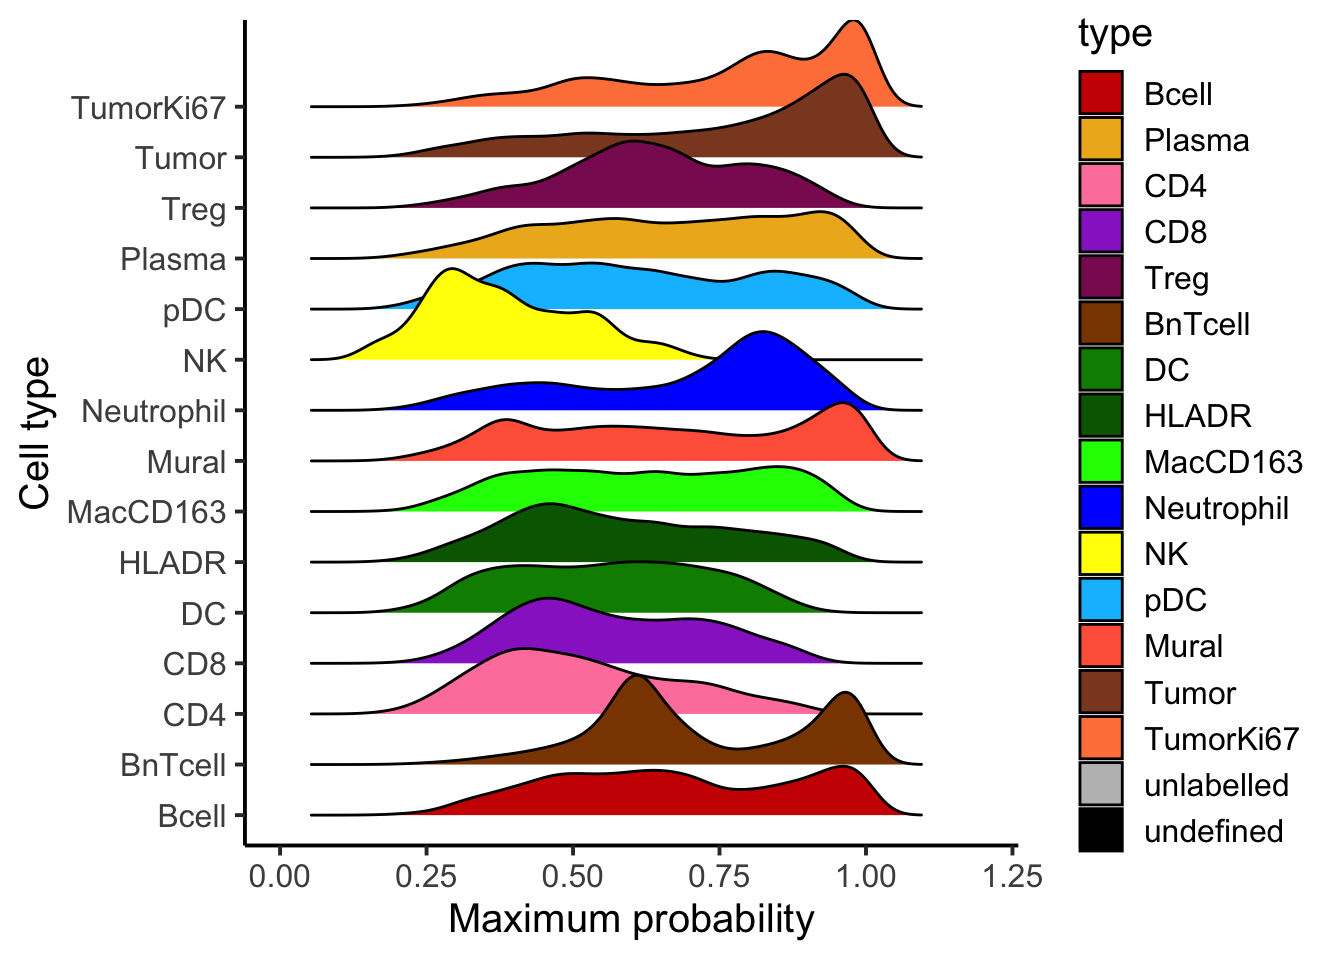 TumorKi67
Tumor
Treg
Plasma
pDC
NK
Neutrophil
Mural
MacCD163
HLADR
DC
CD8
CD4
BnTcell
Bcell
Cell type
0.00 0.25 0.50 0.75 1.00 1.25
Maximum probability
type
Bcell
Plasma
CD4
CD8
Treg
BnTcell
DC
HLADR
MacCD163
Neutrophil
NK
pDC
Mural
Tumor
TumorKi67
unlabelled
undefined